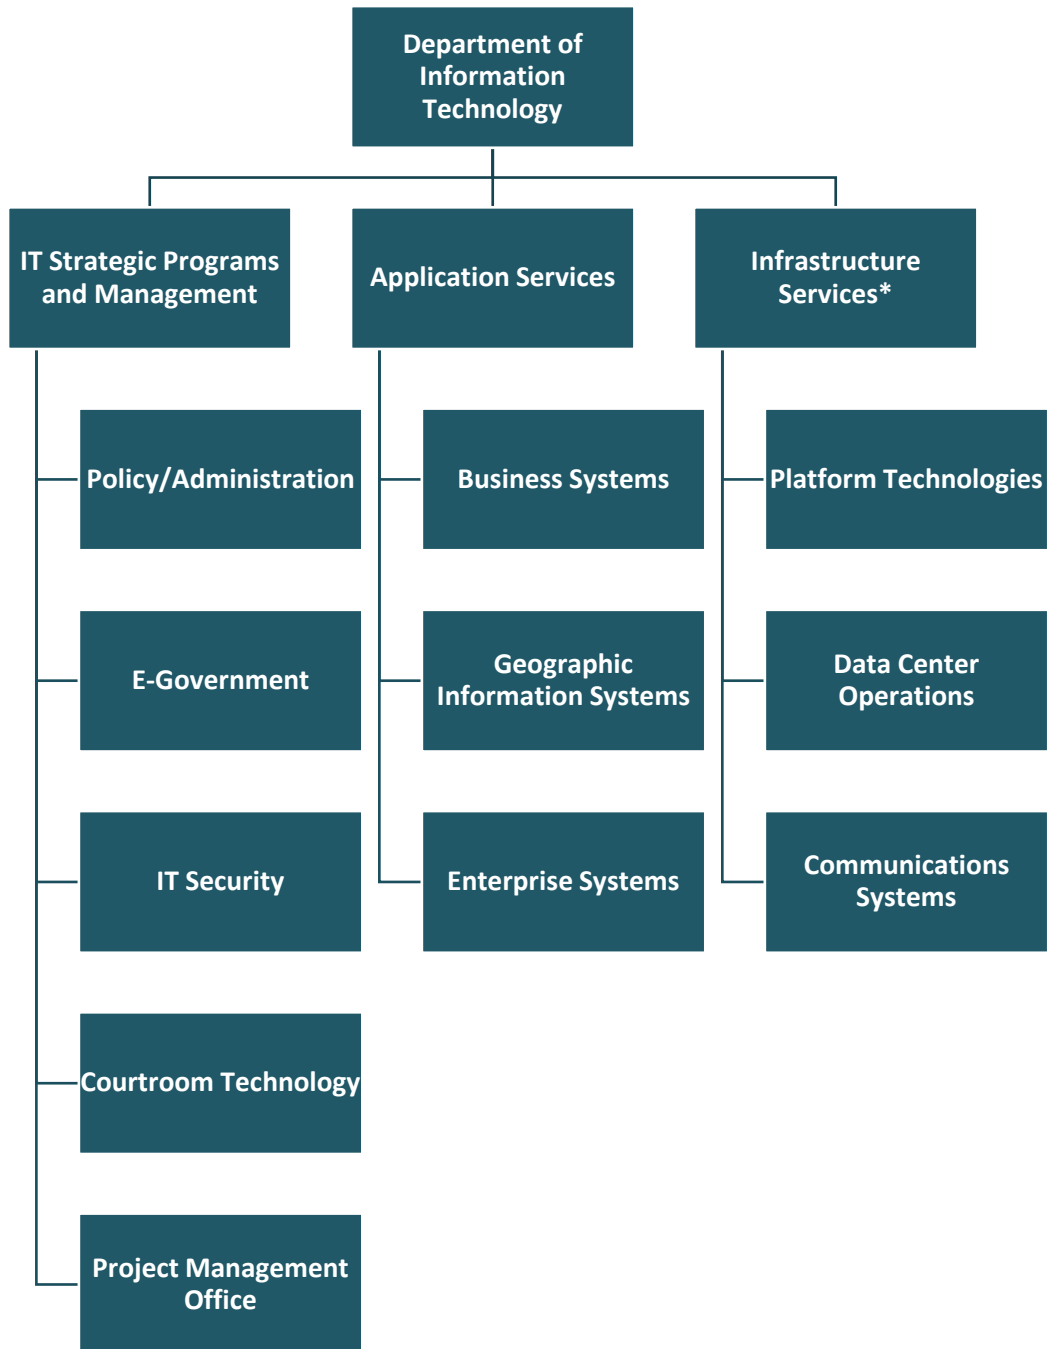 Department of
Information
Technology
IT Strategic Programs
and Management
Application Services
Infrastructure
Services*
Policy/Administration
Business Systems
Platform Technologies
E-Government
Geographic
Information Systems
Data Center
Operations
IT Security
Enterprise Systems
Communications
Systems
Courtroom Technology
Project Management
Office